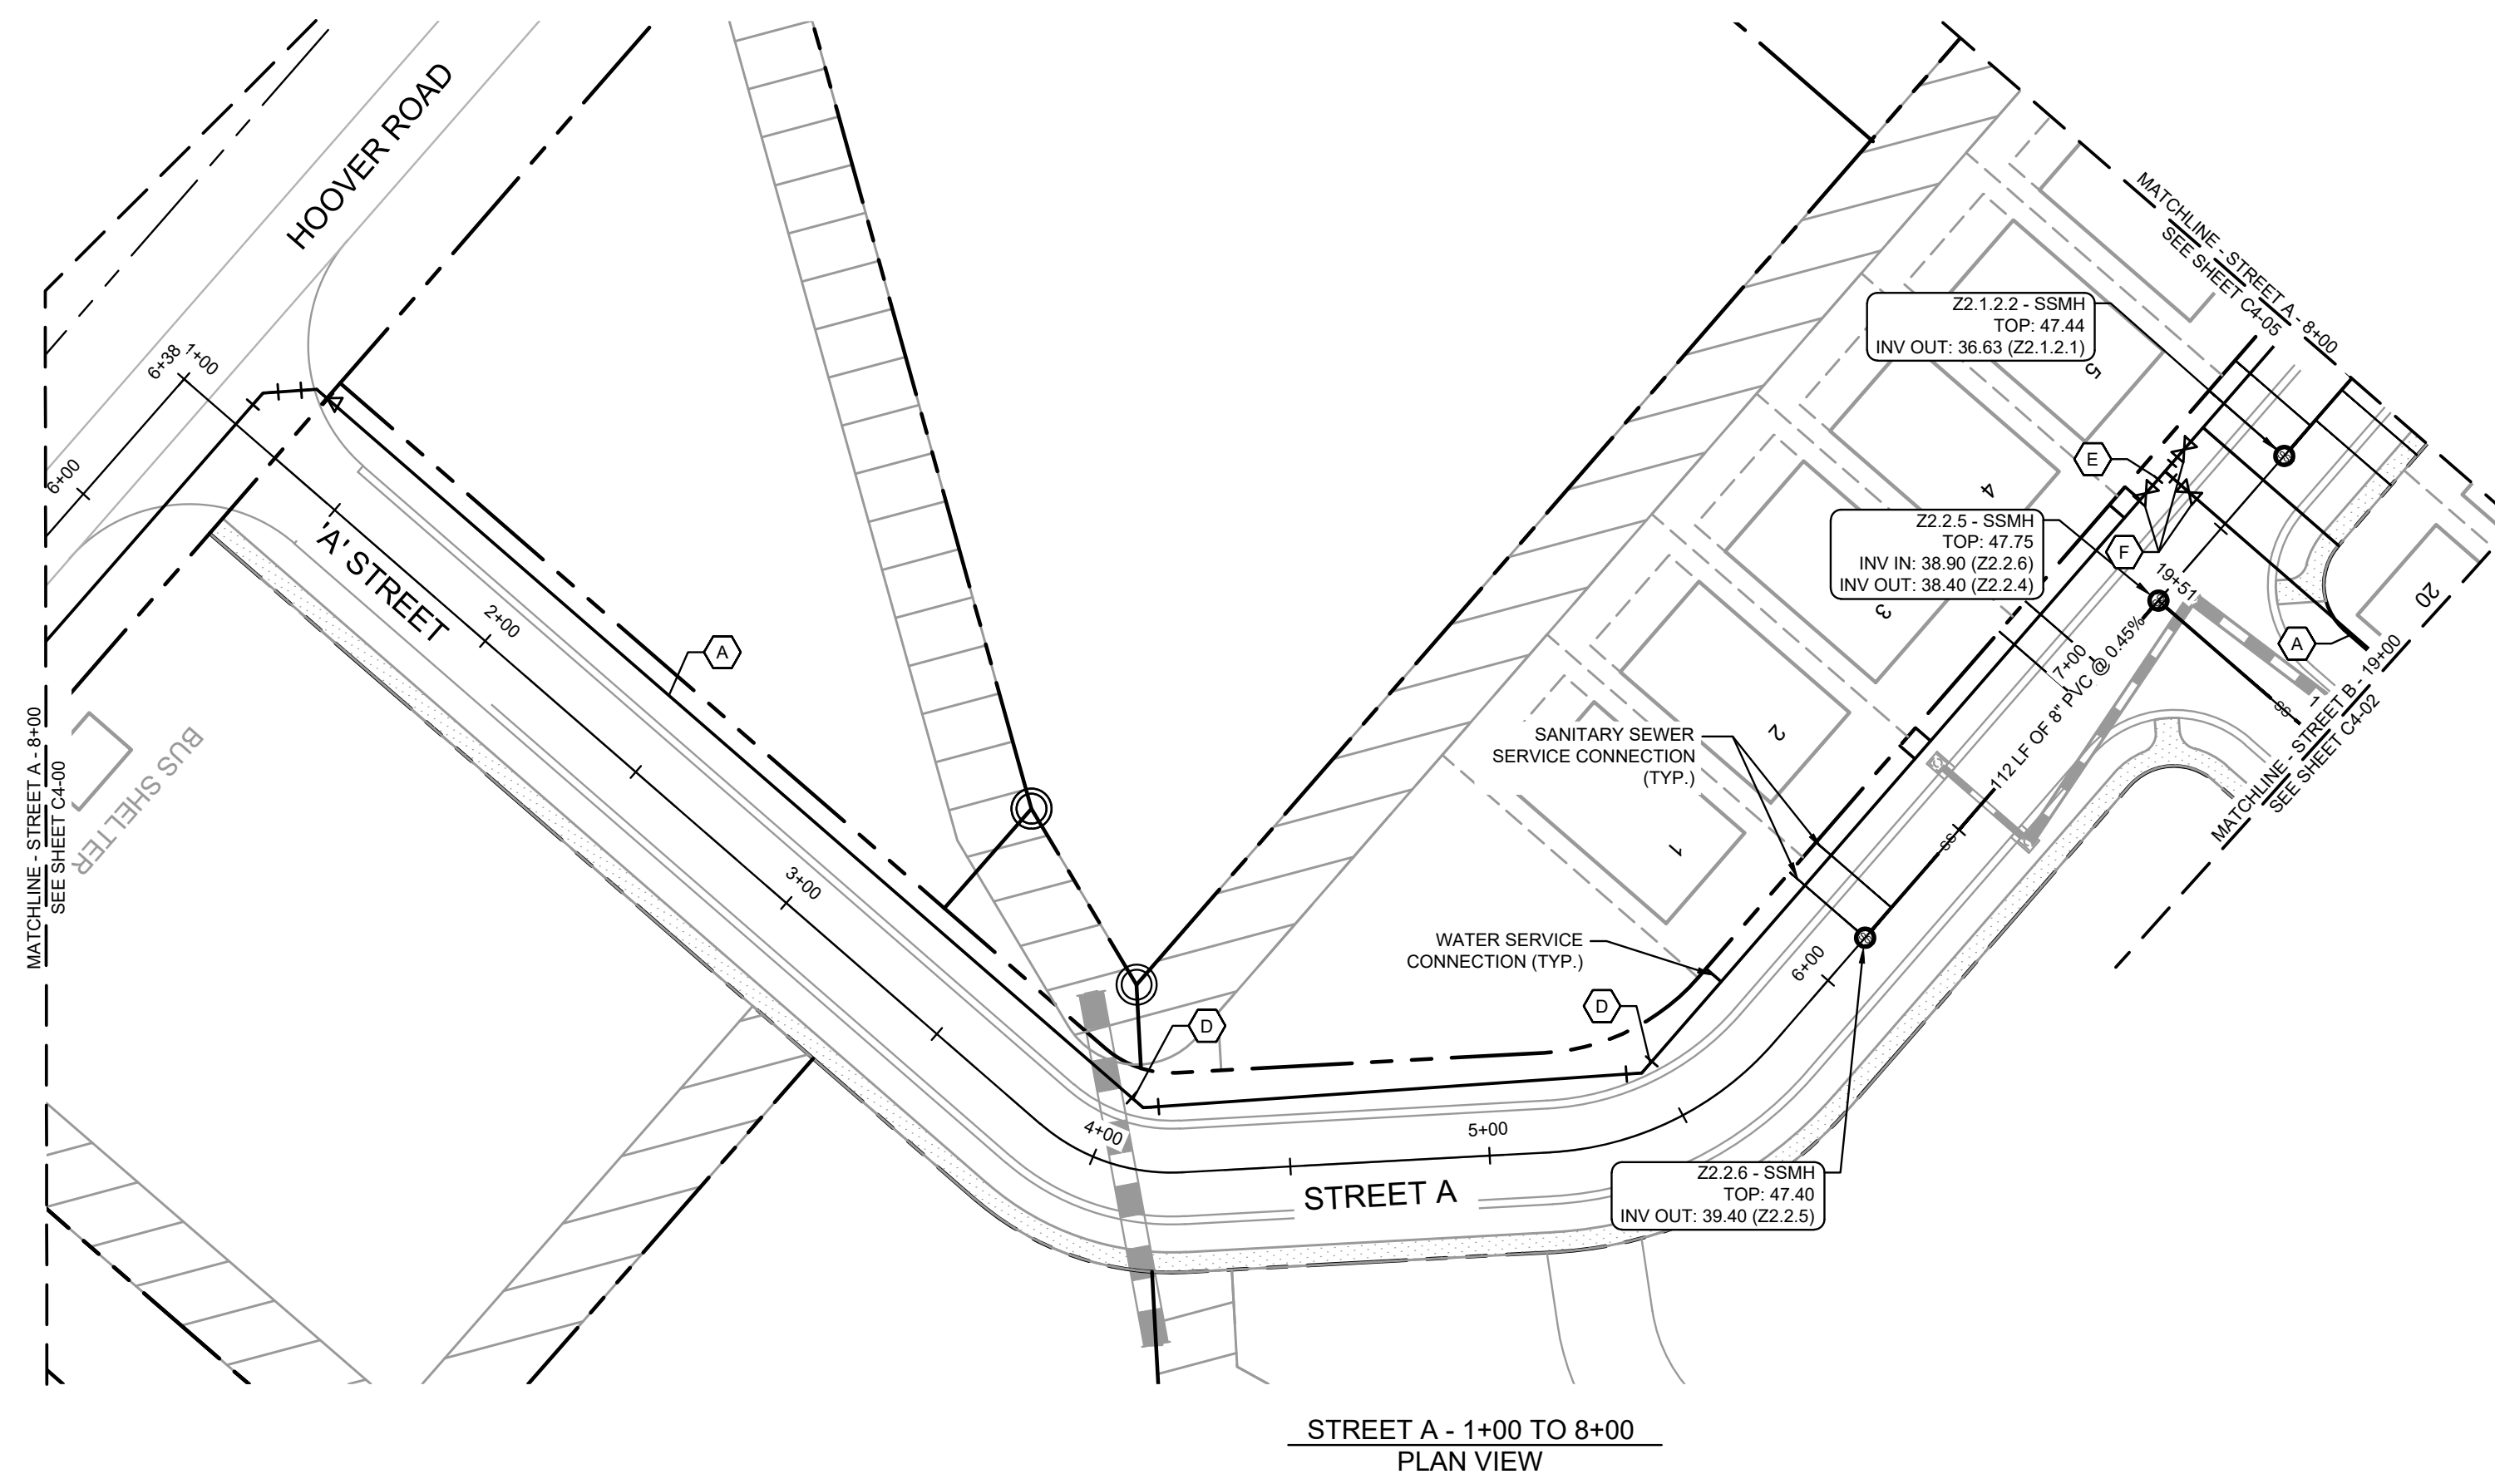 HOOVER ROAD
6+38
1+00
6+00
'A' STREET
2+00
A
BUS SHELTER
MATCHLINE - STREET A - 8+00
SEE SHEET C4-00
3+00
4+00
D
5+00
STREET A
MATCHLINE - STREET A - 8+00
SEE SHEET C4-05
Z2.1.2.2 - SSMH
TOP: 47.44
INV OUT: 36.63 (Z2.1.2.1)
5
E
4
Z2.2.5 - SSMH
TOP: 47.75
INV IN: 38.90 (Z2.2.6)
INV OUT: 38.40 (Z2.2.4)
F
19+51
3
20
A
7+00
112 LF OF 8" PVC @ 0.45%
SS
SS
1
MATCHLINE - STREET B - 19+00
SEE SHEET C4-02
2
SANITARY SEWER
SERVICE CONNECTION
(TYP.)
1
WATER SERVICE
CONNECTION (TYP.)
6+00
D
Z2.2.6 - SSMH
TOP: 47.40
INV OUT: 39.40 (Z2.2.5)
STREET A - 1+00 TO 8+00
PLAN VIEW